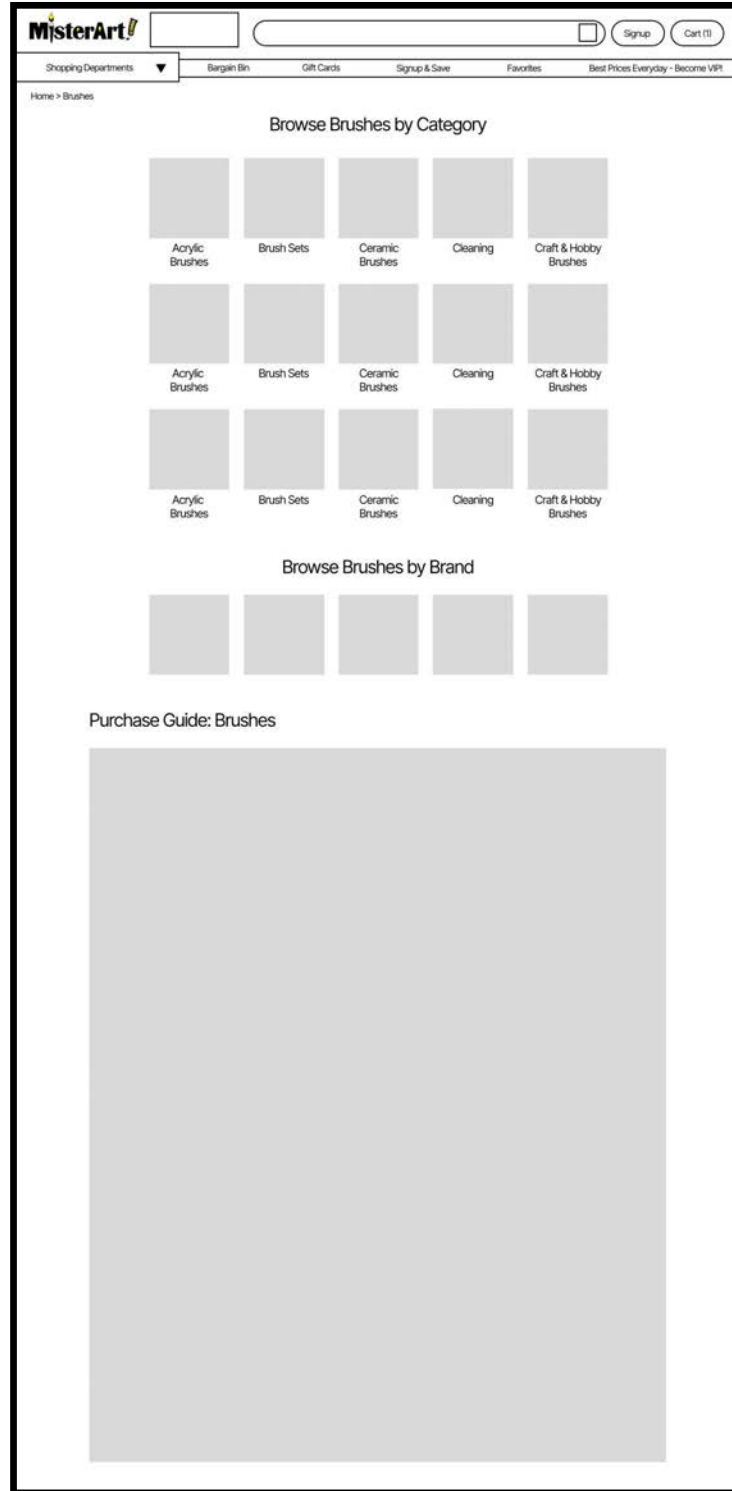 MisterArt!
Signup
Cart (1)
Shopping Departments ▼
Bargain Bin
Gift Cards
Signup & Save
Favorites
Best Prices Everyday - Become VIP!
Home > Brushes
Browse Brushes by Category
Acrylic
Brushes
Brush Sets
Ceramic
Brushes
Cleaning
Craft & Hobby
Brushes
Acrylic
Brushes
Brush Sets
Ceramic
Brushes
Cleaning
Craft & Hobby
Brushes
Acrylic
Brushes
Brush Sets
Ceramic
Brushes
Cleaning
Craft & Hobby
Brushes
Browse Brushes by Brand
Purchase Guide: Brushes